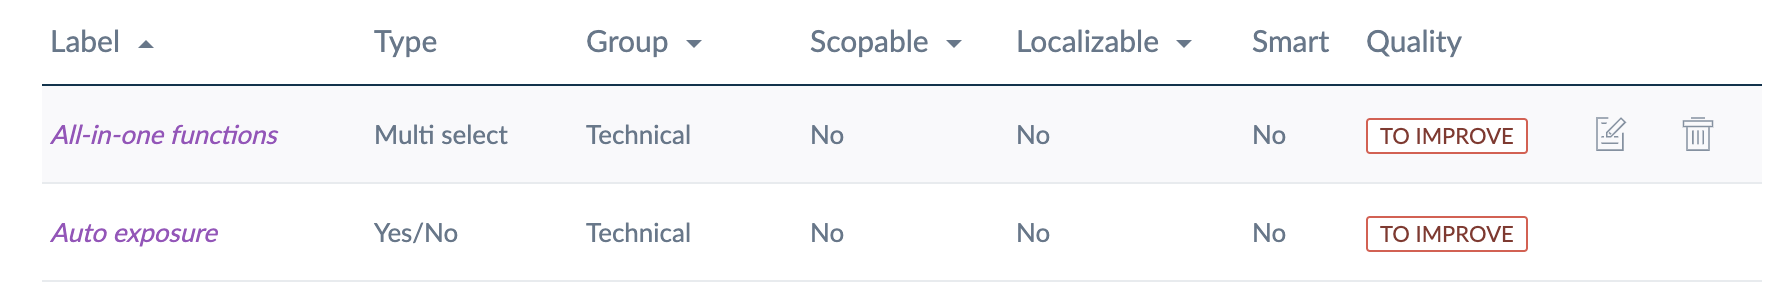 Label Type Group Scopable Localizable Smart Quality
All-in-one functions Multi select Technical No No No TO IMPROVE
Auto exposure Yes/No Technical No No No TO IMPROVE